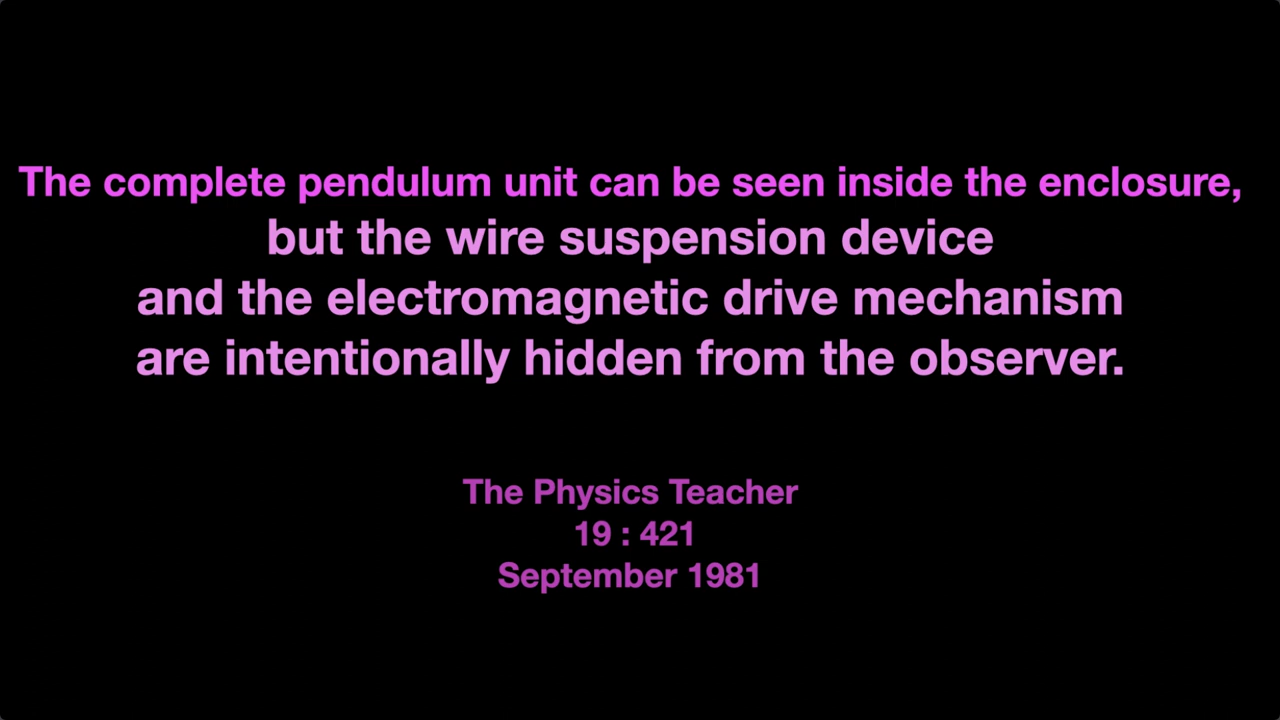 The complete pendulum unit can be seen inside the enclosure,
but the wire suspension device
and the electromagnetic drive mechanism
are intentionally hidden from the observer.
The Physics Teacher
19 : 421
September 1981